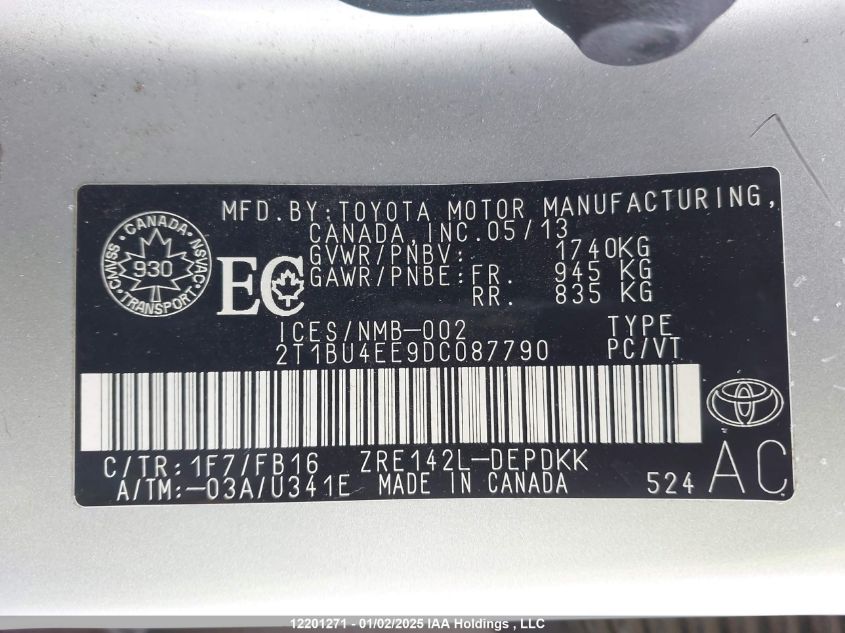 MFD. BY: TOYOTA MOTOR MANUFACTURING,
CANADA, INC. 05/13
GVWR/PNBV: 1740KG
GAWR/PNBE: FR. 945 KG
RR. 835 KG
CANADA
CMVSS 930 NSVAC
TRANSPORT
EC
ICES/NMB-002 TYPE
2T1BU4EE9DC087790 PC/VT
C/TR: 1F7/FB16 ZRE142L-DEPDKK
A/TM:-03A/U341E MADE IN CANADA 524 AC
12201271 - 01/02/2025 IAA Holdings , LLC